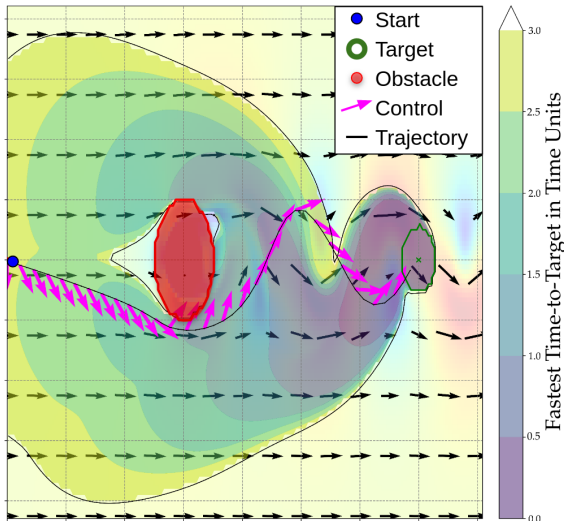 Start
Target
Obstacle
Control
Trajectory
3.0
2.5
2.0
1.5
1.0
0.5
0.0
Fastest Time-to-Target in Time Units